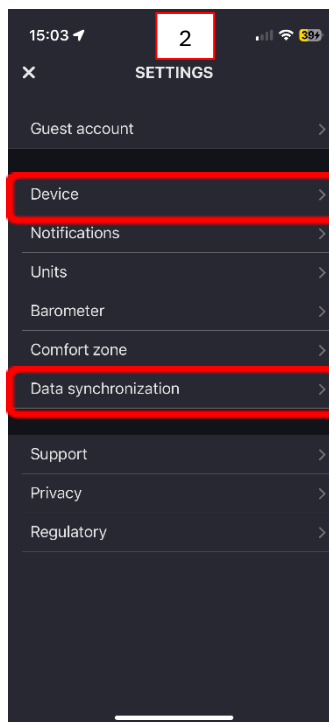 15:03
2
39
×
SETTINGS
Guest account
Device
Notifications
Units
Barometer
Comfort zone
Data synchronization
Support
Privacy
Regulatory